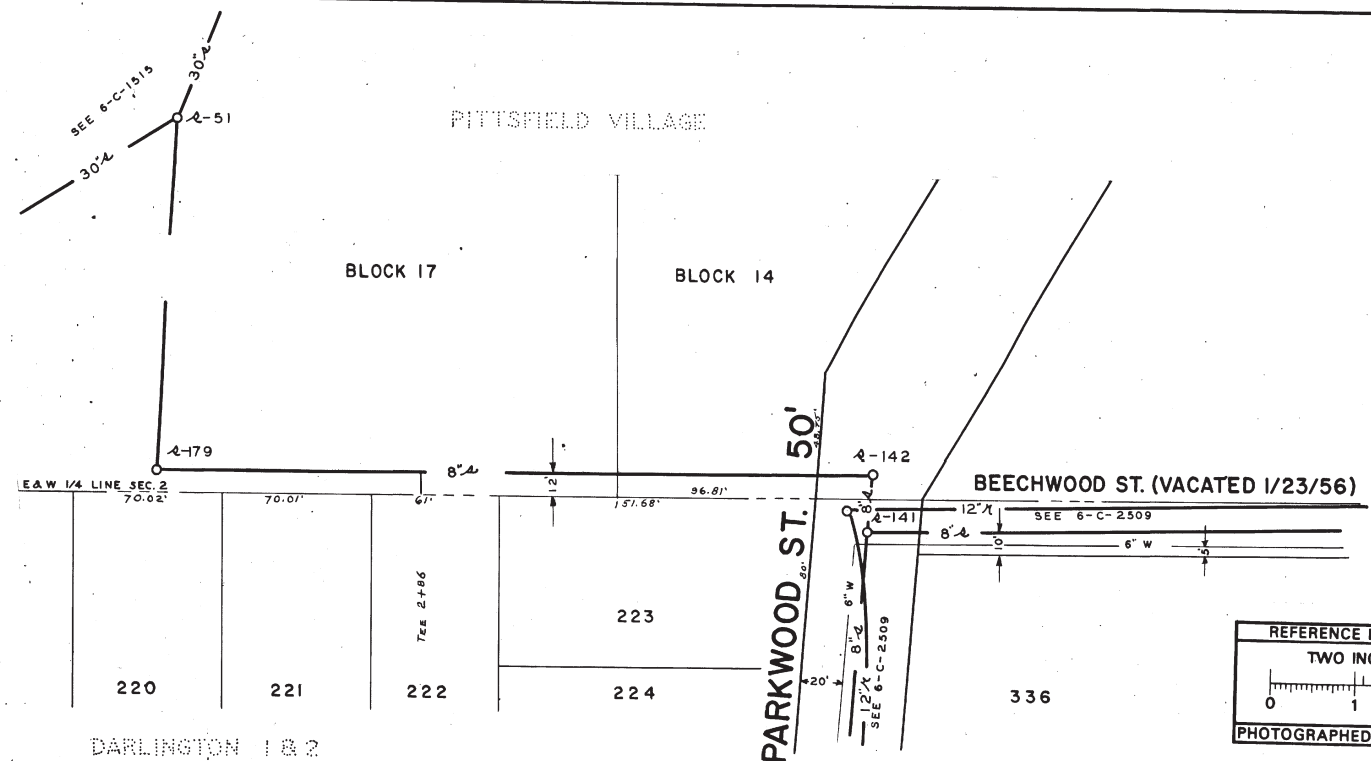 30"s
SEE 6-C-1515
s-51
30"s
PITTSFIELD VILLAGE
BLOCK 17
BLOCK 14
PARKWOOD ST. 50'
s-179
8"s
12'
s-142
8"s
E & W 1/4 LINE SEC. 2
70.02'
70.01'
61'
151.68'
96.81'
BEECHWOOD ST. (VACATED 1/23/56)
12"r
SEE 6-C-2509
s-141
8"s
10'
6" W
5'
TEE 2+86
80'
6" W
8"s
12"r
SEE 6-C-2509
20'
220
221
222
223
224
336
DARLINGTON 1 & 2
REFERENCE
TWO
0
1
PHOTOGRAPHED